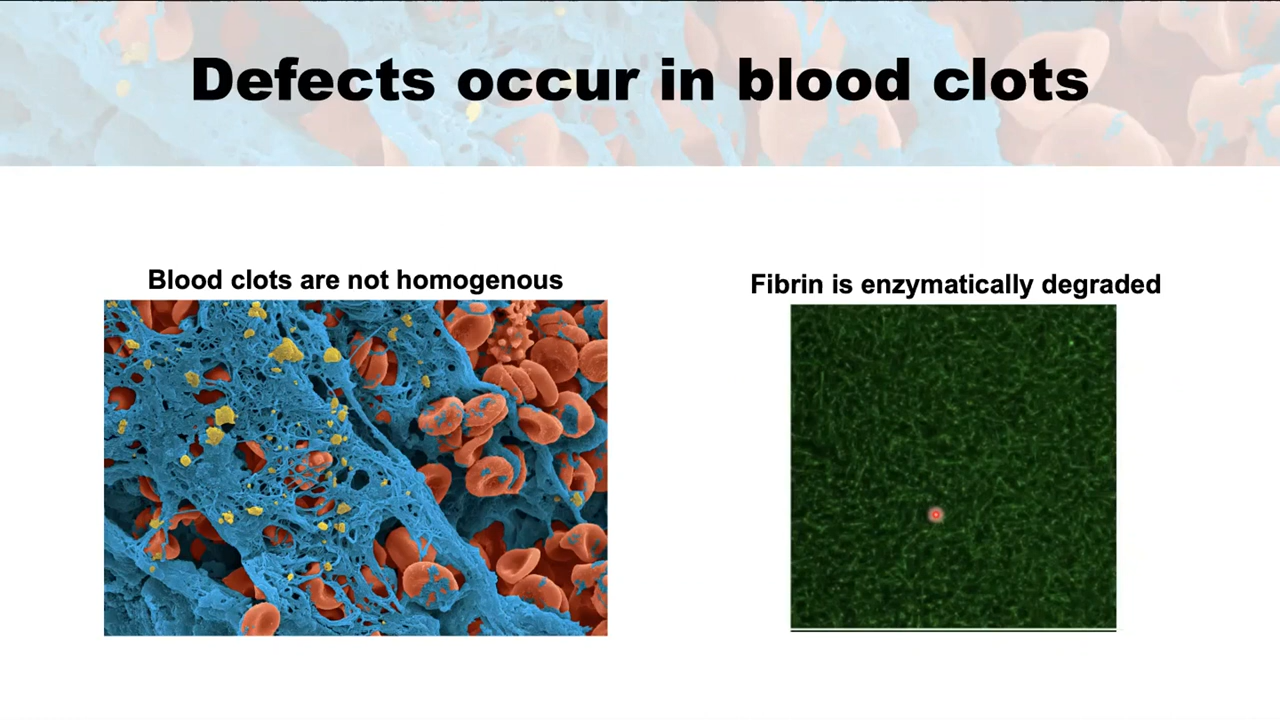 Defects occur in blood clots
Blood clots are not homogenous
Fibrin is enzymatically degraded